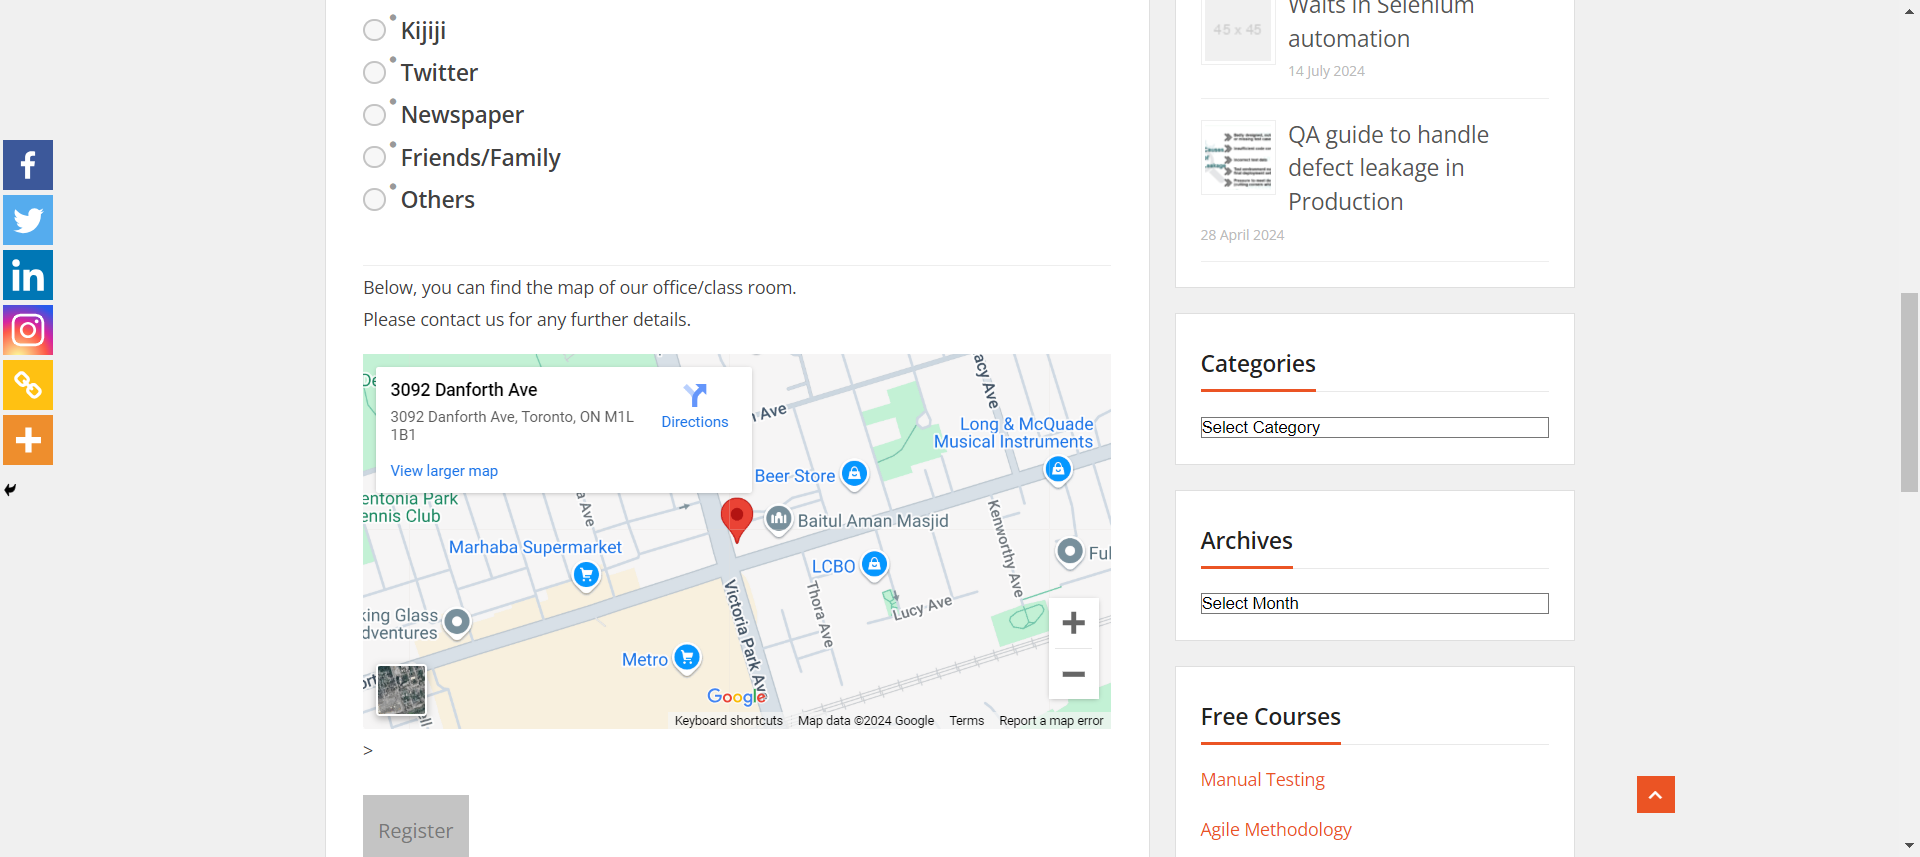 Kijiji
Twitter
Newspaper
Friends/Family
Others
Below, you can find the map of our office/class room.
Please contact us for any further details.
3092 Danforth Ave
3092 Danforth Ave, Toronto, ON M1L
1B1
Directions
View larger map
Ave
acy Ave
Long & McQuade
Musical Instruments
Beer Store
entonia Park
ennis Club
a Ave
Baitul Aman Masjid
Kenworthy Ave
Marhaba Supermarket
LCBO
Ful
Victoria Park Ave
Thora Ave
Lucy Ave
king Glass
dventures
Metro
ell
Google
Keyboard shortcuts
Map data ©2024 Google
Terms
Report a map error
>
Register
45 x 45
Waits in Selenium
automation
14 July 2024
QA guide to handle
defect leakage in
Production
28 April 2024
Categories
Select Category
Archives
Select Month
Free Courses
Manual Testing
Agile Methodology